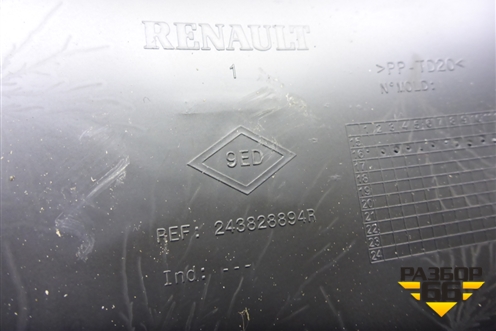 RENAULT
1
>PP-TD20<
N°MOLD:
9ED
REF: 243828894R
Ind: ---
РАЗБОР
66